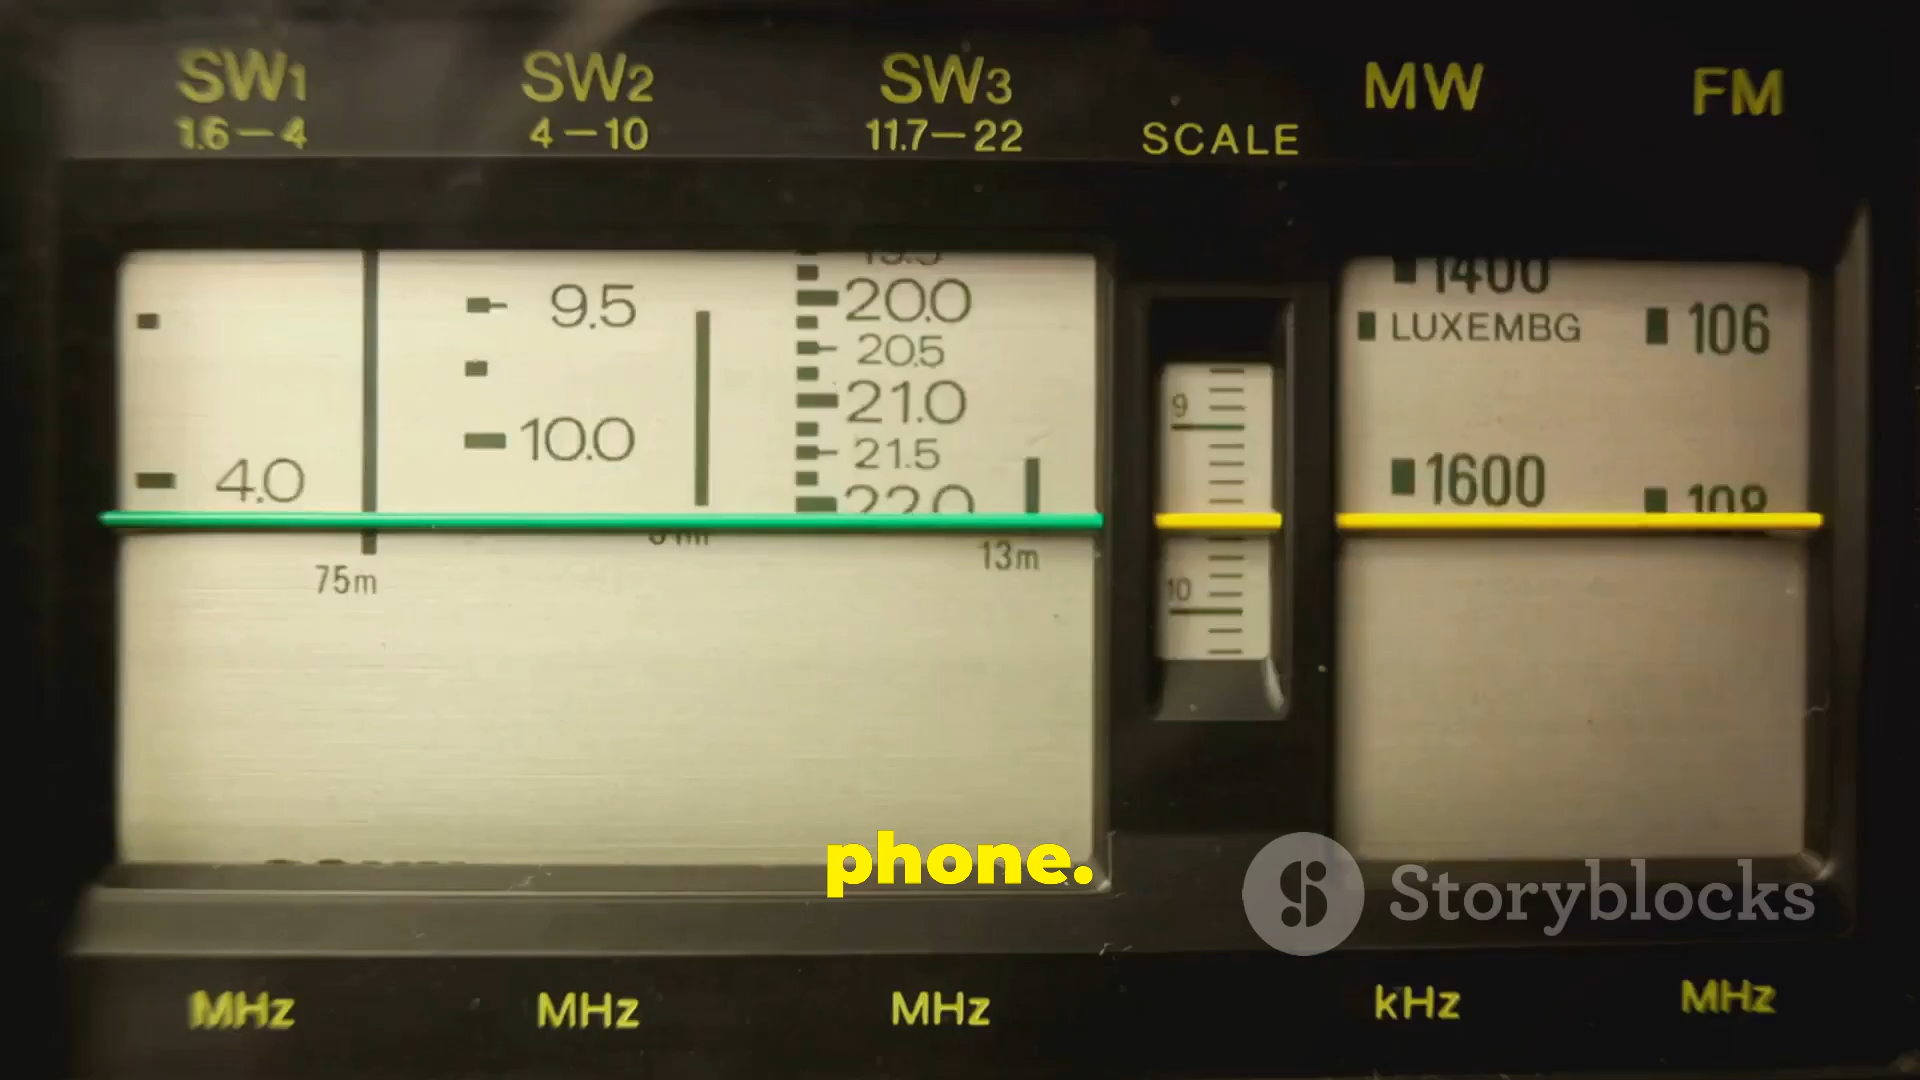 SW1 SW2 SW3 MW FM
1.6–4 4–10 11.7–22 SCALE
1400
9.5 20.0 LUXEMBG 106
20.5
21.0 9
10.0 21.5
4.0 22.0 1600 108
13m
75m 10
phone.
Storyblocks
MHz MHz MHz kHz MHz